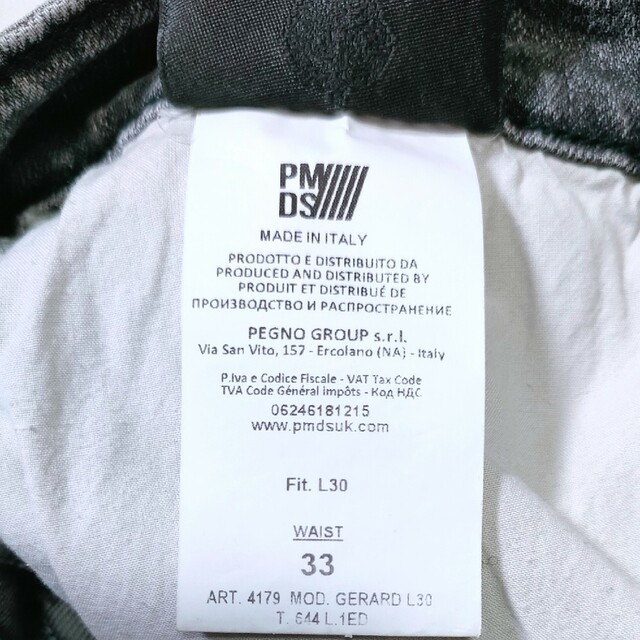 PM
DS
MADE IN ITALY
PRODOTTO E DISTRIBUITO DA
PRODUCED AND DISTRIBUTED BY
PRODUIT ET DISTRIBUÉ DE
ПРОИЗВОДСТВО И РАСПРОСТРАНЕНИЕ
PEGNO GROUP s.r.l.
Via San Vito, 157 - Ercolano (NA) - Italy
P.Iva e Codice Fiscale - VAT Tax Code
TVA Code Général impôts - Код НДС
06246181215
www.pmdsuk.com
Fit. L30
WAIST
33
ART. 4179 MOD. GERARD L30
T. 644 L.1ED